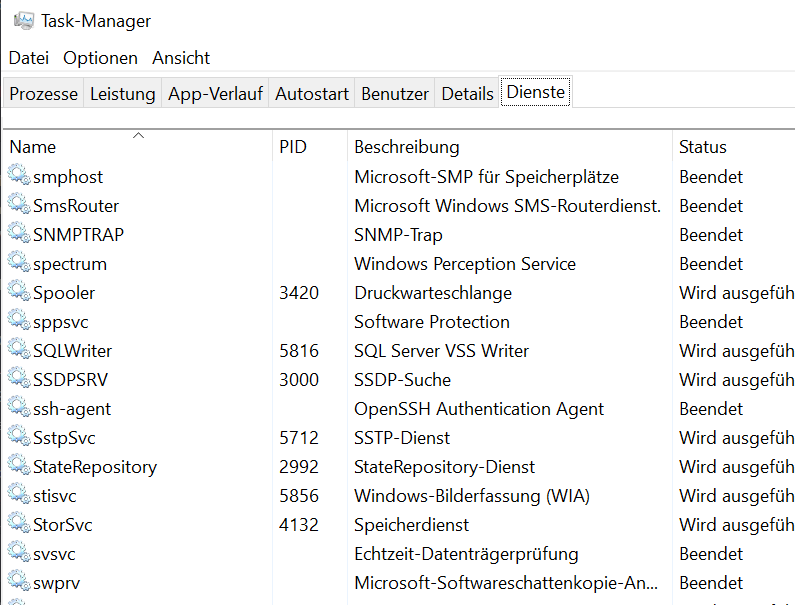 Task-Manager
Datei Optionen Ansicht
Prozesse Leistung App-Verlauf Autostart Benutzer Details Dienste
Name PID Beschreibung Status
smphost Microsoft-SMP für Speicherplätze Beendet
SmsRouter Microsoft Windows SMS-Routerdienst. Beendet
SNMPTRAP SNMP-Trap Beendet
spectrum Windows Perception Service Beendet
Spooler 3420 Druckwarteschlange Wird ausgefüh
sppsvc Software Protection Beendet
SQLWriter 5816 SQL Server VSS Writer Wird ausgefüh
SSDPSRV 3000 SSDP-Suche Wird ausgefüh
ssh-agent OpenSSH Authentication Agent Beendet
SstpSvc 5712 SSTP-Dienst Wird ausgefüh
StateRepository 2992 StateRepository-Dienst Wird ausgefüh
stisvc 5856 Windows-Bilderfassung (WIA) Wird ausgefüh
StorSvc 4132 Speicherdienst Wird ausgefüh
svsvc Echtzeit-Datenträgerprüfung Beendet
swprv Microsoft-Softwareschattenkopie-An... Beendet